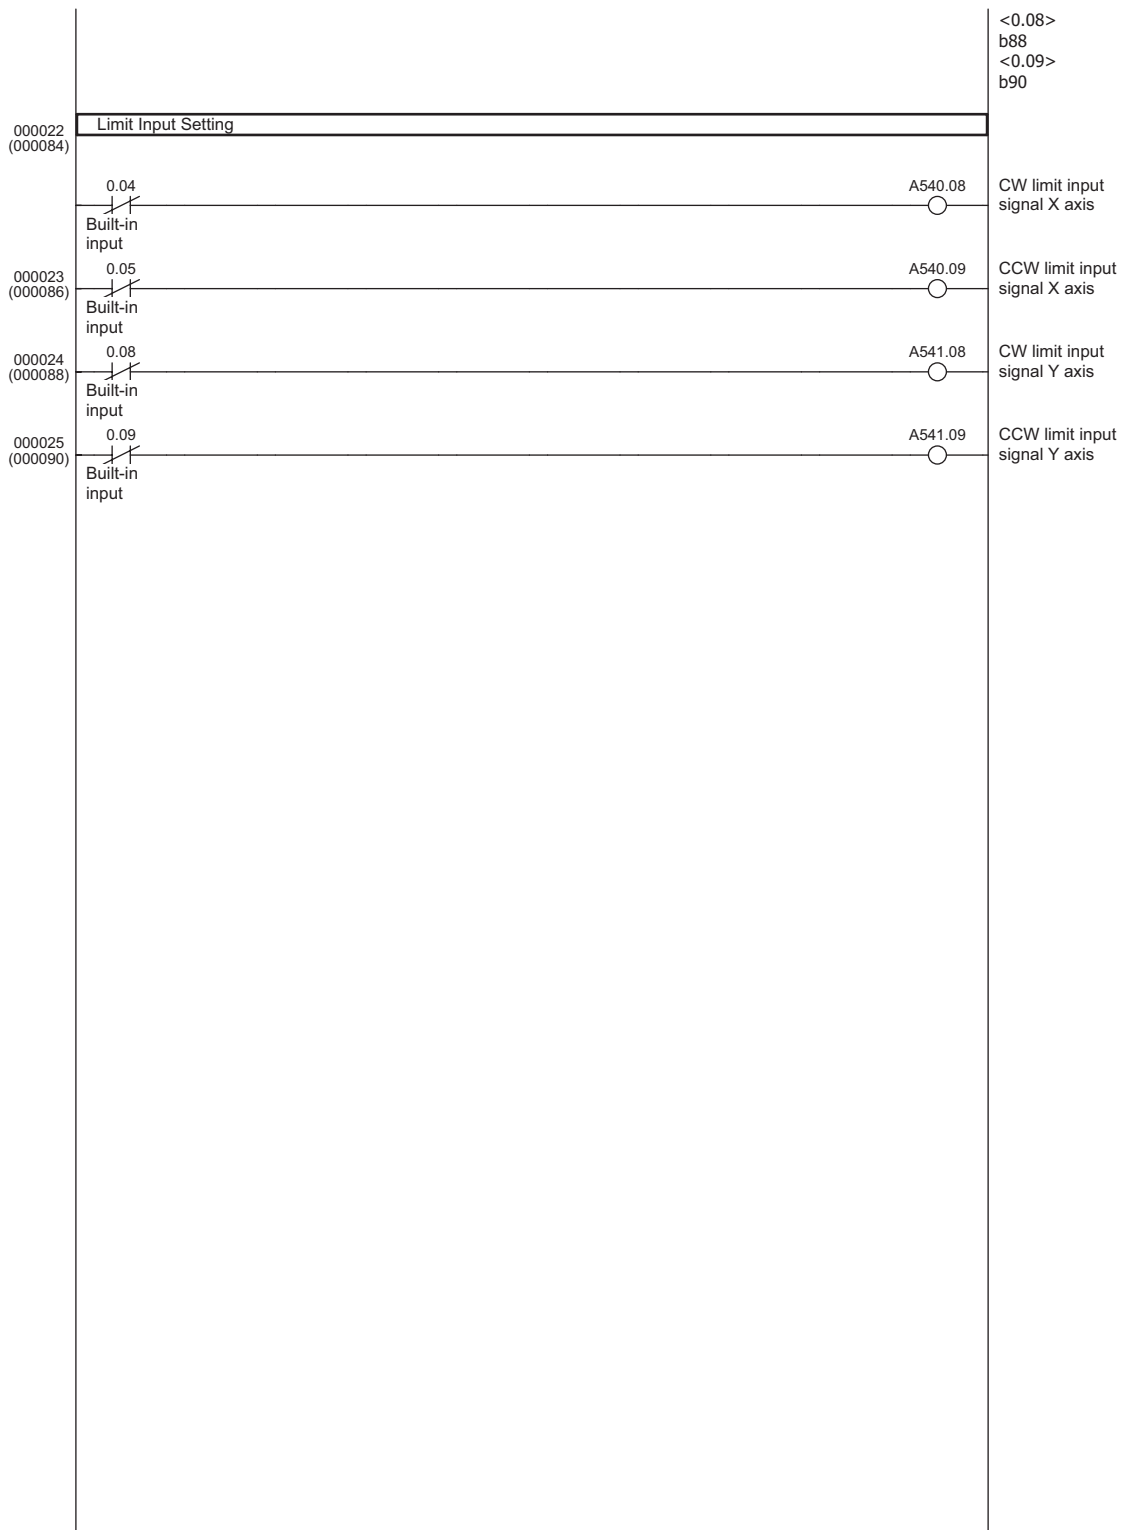 <0.08>
b88
<0.09>
b90
000022
(000084)
Limit Input Setting
0.04
Built-in
input
A540.08
CW limit input
signal X axis
000023
(000086)
0.05
Built-in
input
A540.09
CCW limit input
signal X axis
000024
(000088)
0.08
Built-in
input
A541.08
CW limit input
signal Y axis
000025
(000090)
0.09
Built-in
input
A541.09
CCW limit input
signal Y axis